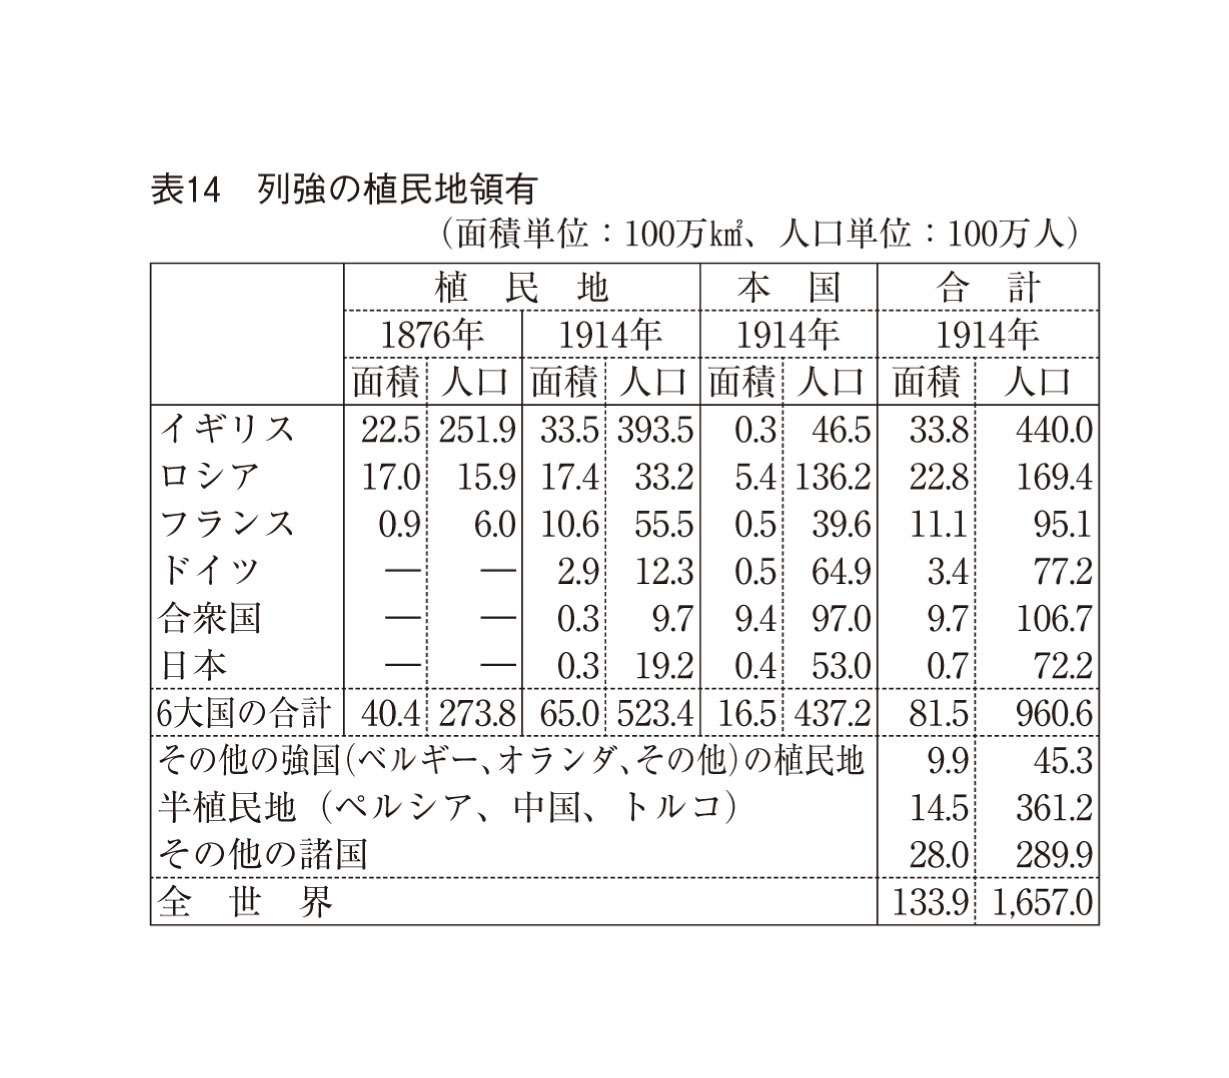 表14　列強の植民地領有
（面積単位：100万㎢、人口単位：100万人）
植　民　地　本　国　合　計
1876年 1914年 1914年 1914年
面積 人口 面積 人口 面積 人口 面積 人口
イギリス 22.5 251.9 33.5 393.5 0.3 46.5 33.8 440.0
ロシア 17.0 15.9 17.4 33.2 5.4 136.2 22.8 169.4
フランス 0.9 6.0 10.6 55.5 0.5 39.6 11.1 95.1
ドイツ ― ― 2.9 12.3 0.5 64.9 3.4 77.2
合衆国 ― ― 0.3 9.7 9.4 97.0 9.7 106.7
日本 ― ― 0.3 19.2 0.4 53.0 0.7 72.2
6大国の合計 40.4 273.8 65.0 523.4 16.5 437.2 81.5 960.6
その他の強国（ベルギー、オランダ、その他）の植民地 9.9 45.3
半植民地（ペルシア、中国、トルコ） 14.5 361.2
その他の諸国 28.0 289.9
全　世　界 133.9 1,657.0